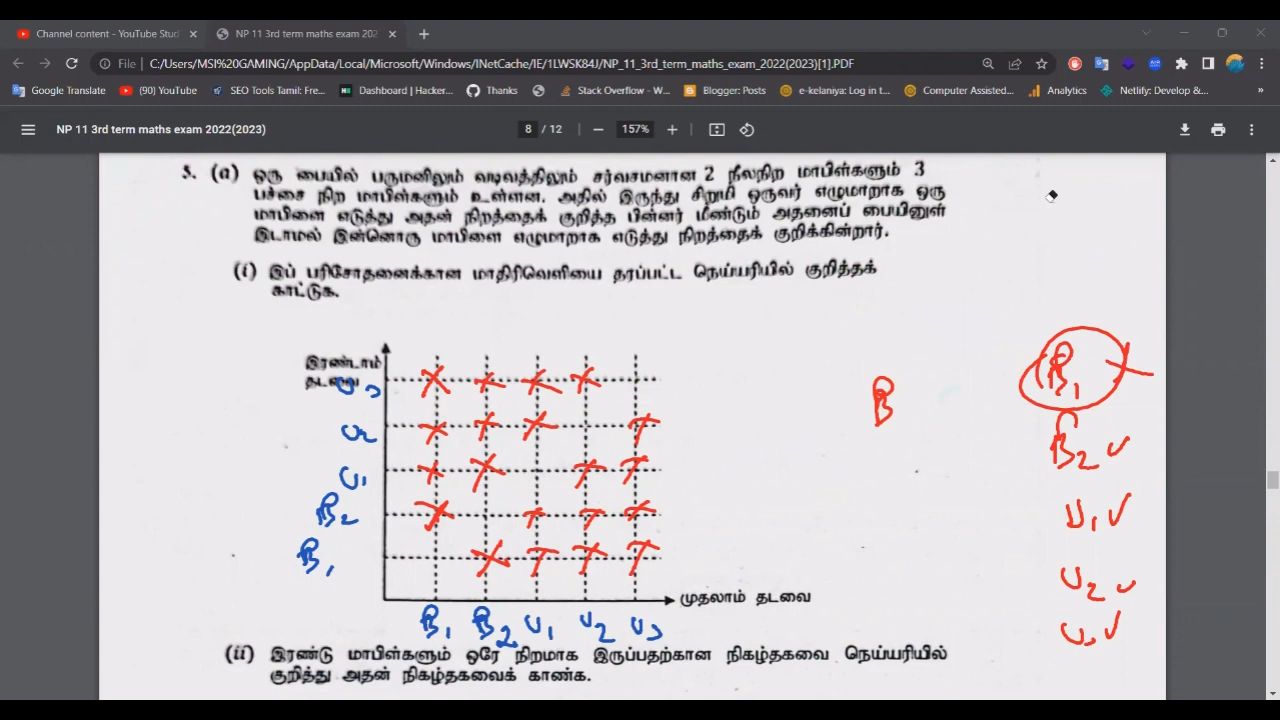 Channel content - YouTube Stud
NP 11 3rd term maths exam 202
File | C:/Users/MSI%20GAMING/AppData/Local/Microsoft/Windows/INetCache/IE/1LWSK84J/NP_11_3rd_term_maths_exam_2022(2023)[1].PDF
Google Translate (90) YouTube SEO Tools Tamil: Fre... Dashboard | Hacker... Thanks Stack Overflow - W... Blogger: Posts e-kelaniya: Log in t... Computer Assisted... Analytics Netlify: Develop &... »
NP 11 3rd term maths exam 2022(2023) 8 / 12 157%
5. (a) ஒரு பையில் பருமனிலும் வடிவத்திலும் சர்வசமனான 2 நீலநிற மாபிள்களும் 3
பச்சை நிற மாபிள்களும் உள்ளன. அதில் இருந்து சிறுமி ஒருவர் எழுமாறாக ஒரு
மாபினை எடுத்து அதன் நிறத்தைக் குறித்த பின்னர் மீண்டும் அதனைப் பையினுள்
இடாமல் இன்னொரு மாபினை எழுமாறாக எடுத்து நிறத்தைக் குறிக்கின்றார்.
(i) இப் பரிசோதனைக்கான மாதிரிவெளியை தரப்பட்ட நெய்யரியில் குறித்துக்
காட்டுக.
இரண்டாம்
தடவை
முதலாம் தடவை
(ii) இரண்டு மாபிள்களும் ஒரே நிறமாக இருப்பதற்கான நிகழ்தகவை நெய்யரியில்
குறித்து அதன் நிகழ்தகவைக் காண்க.